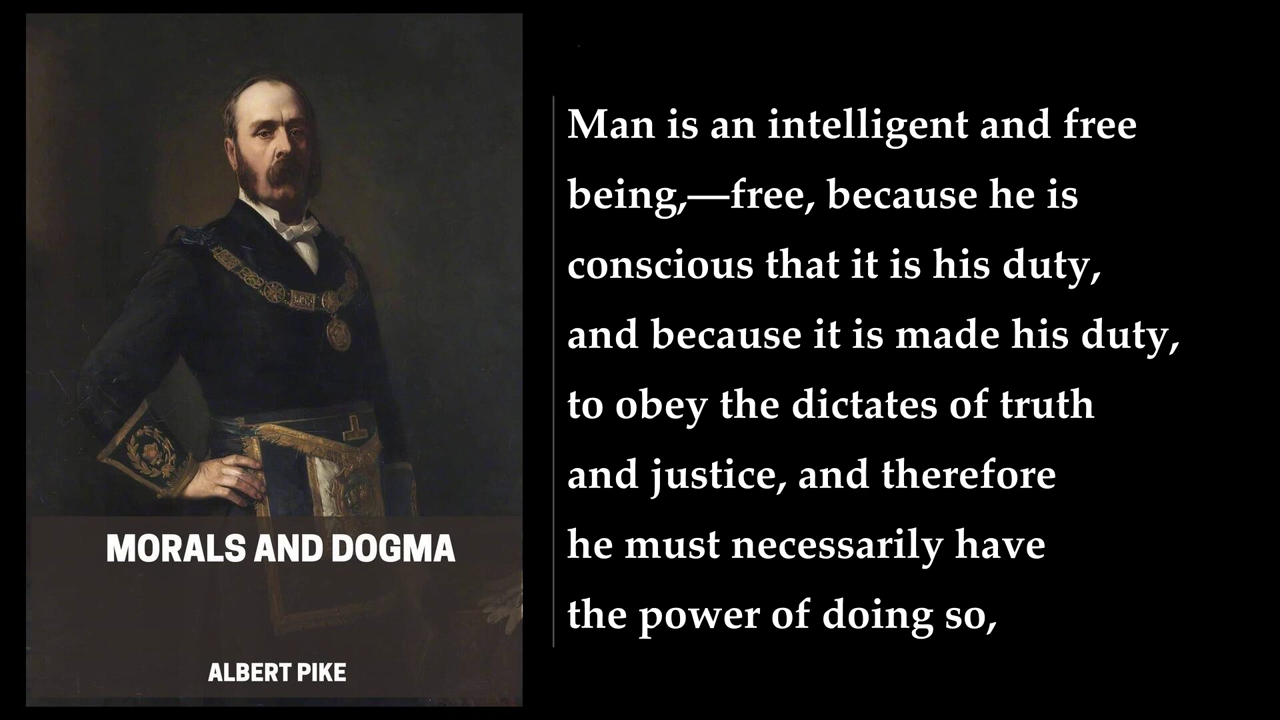 MORALS AND DOGMA
ALBERT PIKE
Man is an intelligent and free
being,—free, because he is
conscious that it is his duty,
and because it is made his duty,
to obey the dictates of truth
and justice, and therefore
he must necessarily have
the power of doing so,